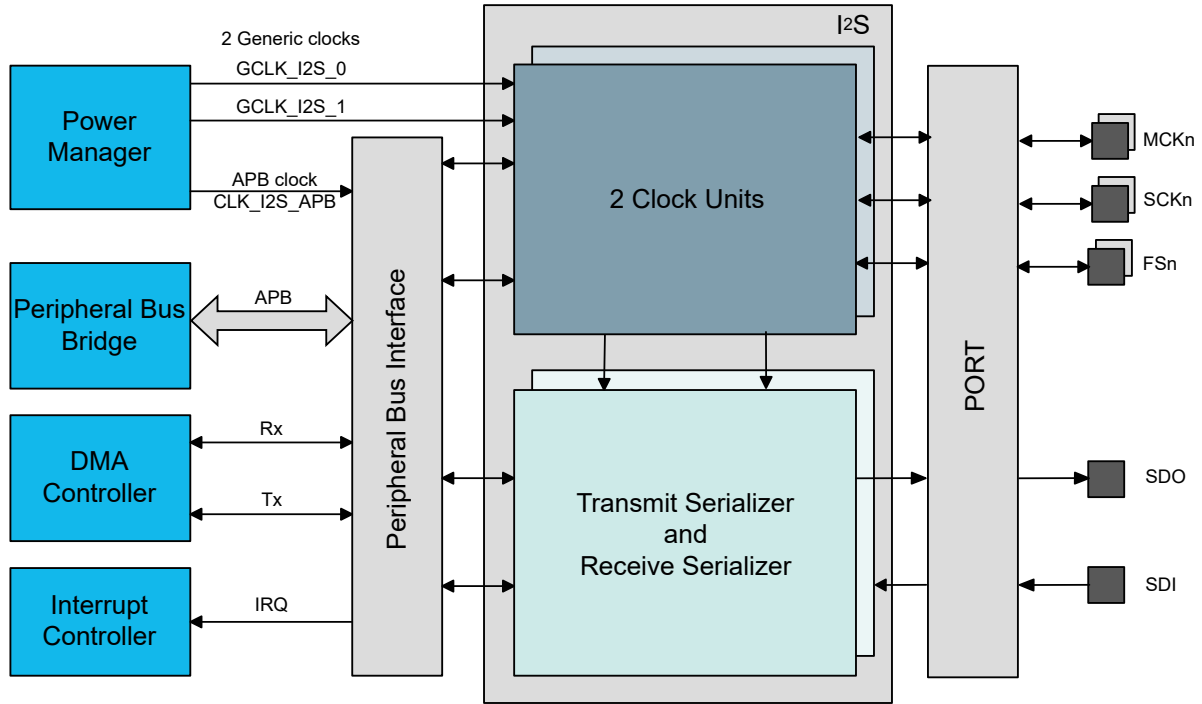 I2S
2 Generic clocks
GCLK_I2S_0
GCLK_I2S_1
Power
Manager
APB clock
CLK_I2S_APB
Peripheral Bus
Bridge
APB
DMA
Controller
Rx
Tx
Interrupt
Controller
IRQ
Peripheral Bus Interface
2 Clock Units
Transmit Serializer
and
Receive Serializer
PORT
MCKn
SCKn
FSn
SDO
SDI